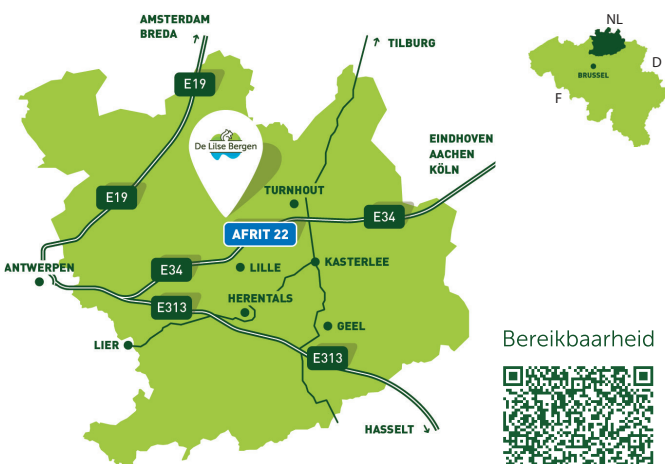 AMSTERDAM
BREDA
TILBURG
NL
D
BRUSSEL
F
E19
De Lilse Bergen
EINDHOVEN
AACHEN
KÖLN
E19
TURNHOUT
E34
AFRIT 22
ANTWERPEN
E34
LILLE
KASTERLEE
E313
HERENTALS
GEEL
LIER
E313
Bereikbaarheid
HASSELT